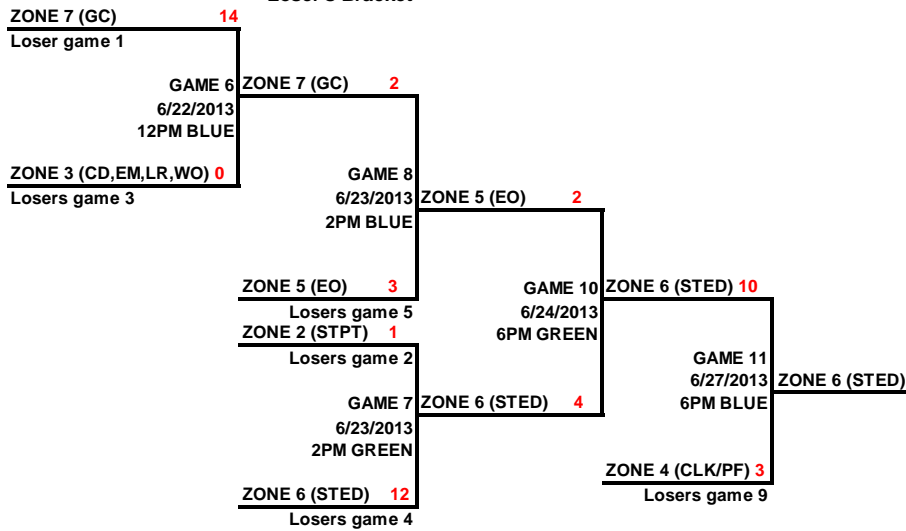 ZONE 7 (GC) 14
Loser game 1
GAME 6 ZONE 7 (GC) 2
6/22/2013
12PM BLUE
ZONE 3 (CD,EM,LR,WO) 0
Losers game 3
GAME 8
6/23/2013 ZONE 5 (EO) 2
2PM BLUE
ZONE 5 (EO) 3
Losers game 5
GAME 10 ZONE 6 (STED) 10
6/24/2013
6PM GREEN
ZONE 2 (STPT) 1
Losers game 2
GAME 11
6/27/2013 ZONE 6 (STED)
6PM BLUE
GAME 7 ZONE 6 (STED) 4
6/23/2013
2PM GREEN
ZONE 4 (CLK/PF) 3
Losers game 9
ZONE 6 (STED) 12
Losers game 4